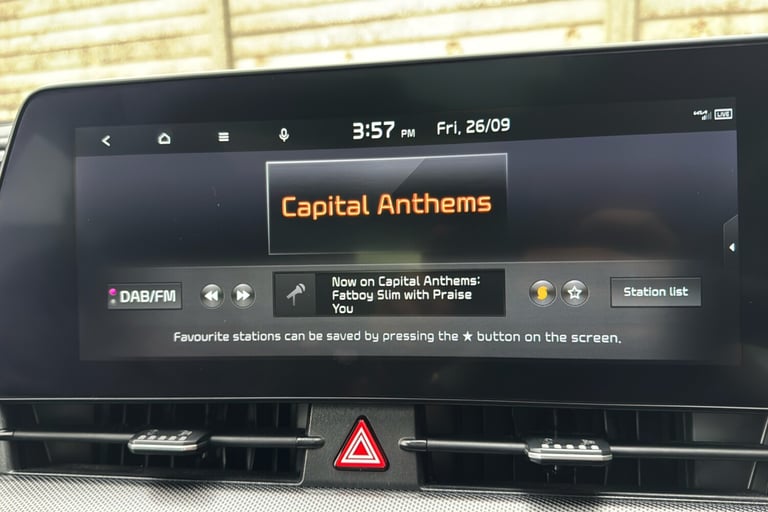 3:57 PM Fri, 26/09
KIA LIVE
Capital Anthems
DAB/FM
Now on Capital Anthems:
Fatboy Slim with Praise
You
Station list
Favourite stations can be saved by pressing the ★ button on the screen.